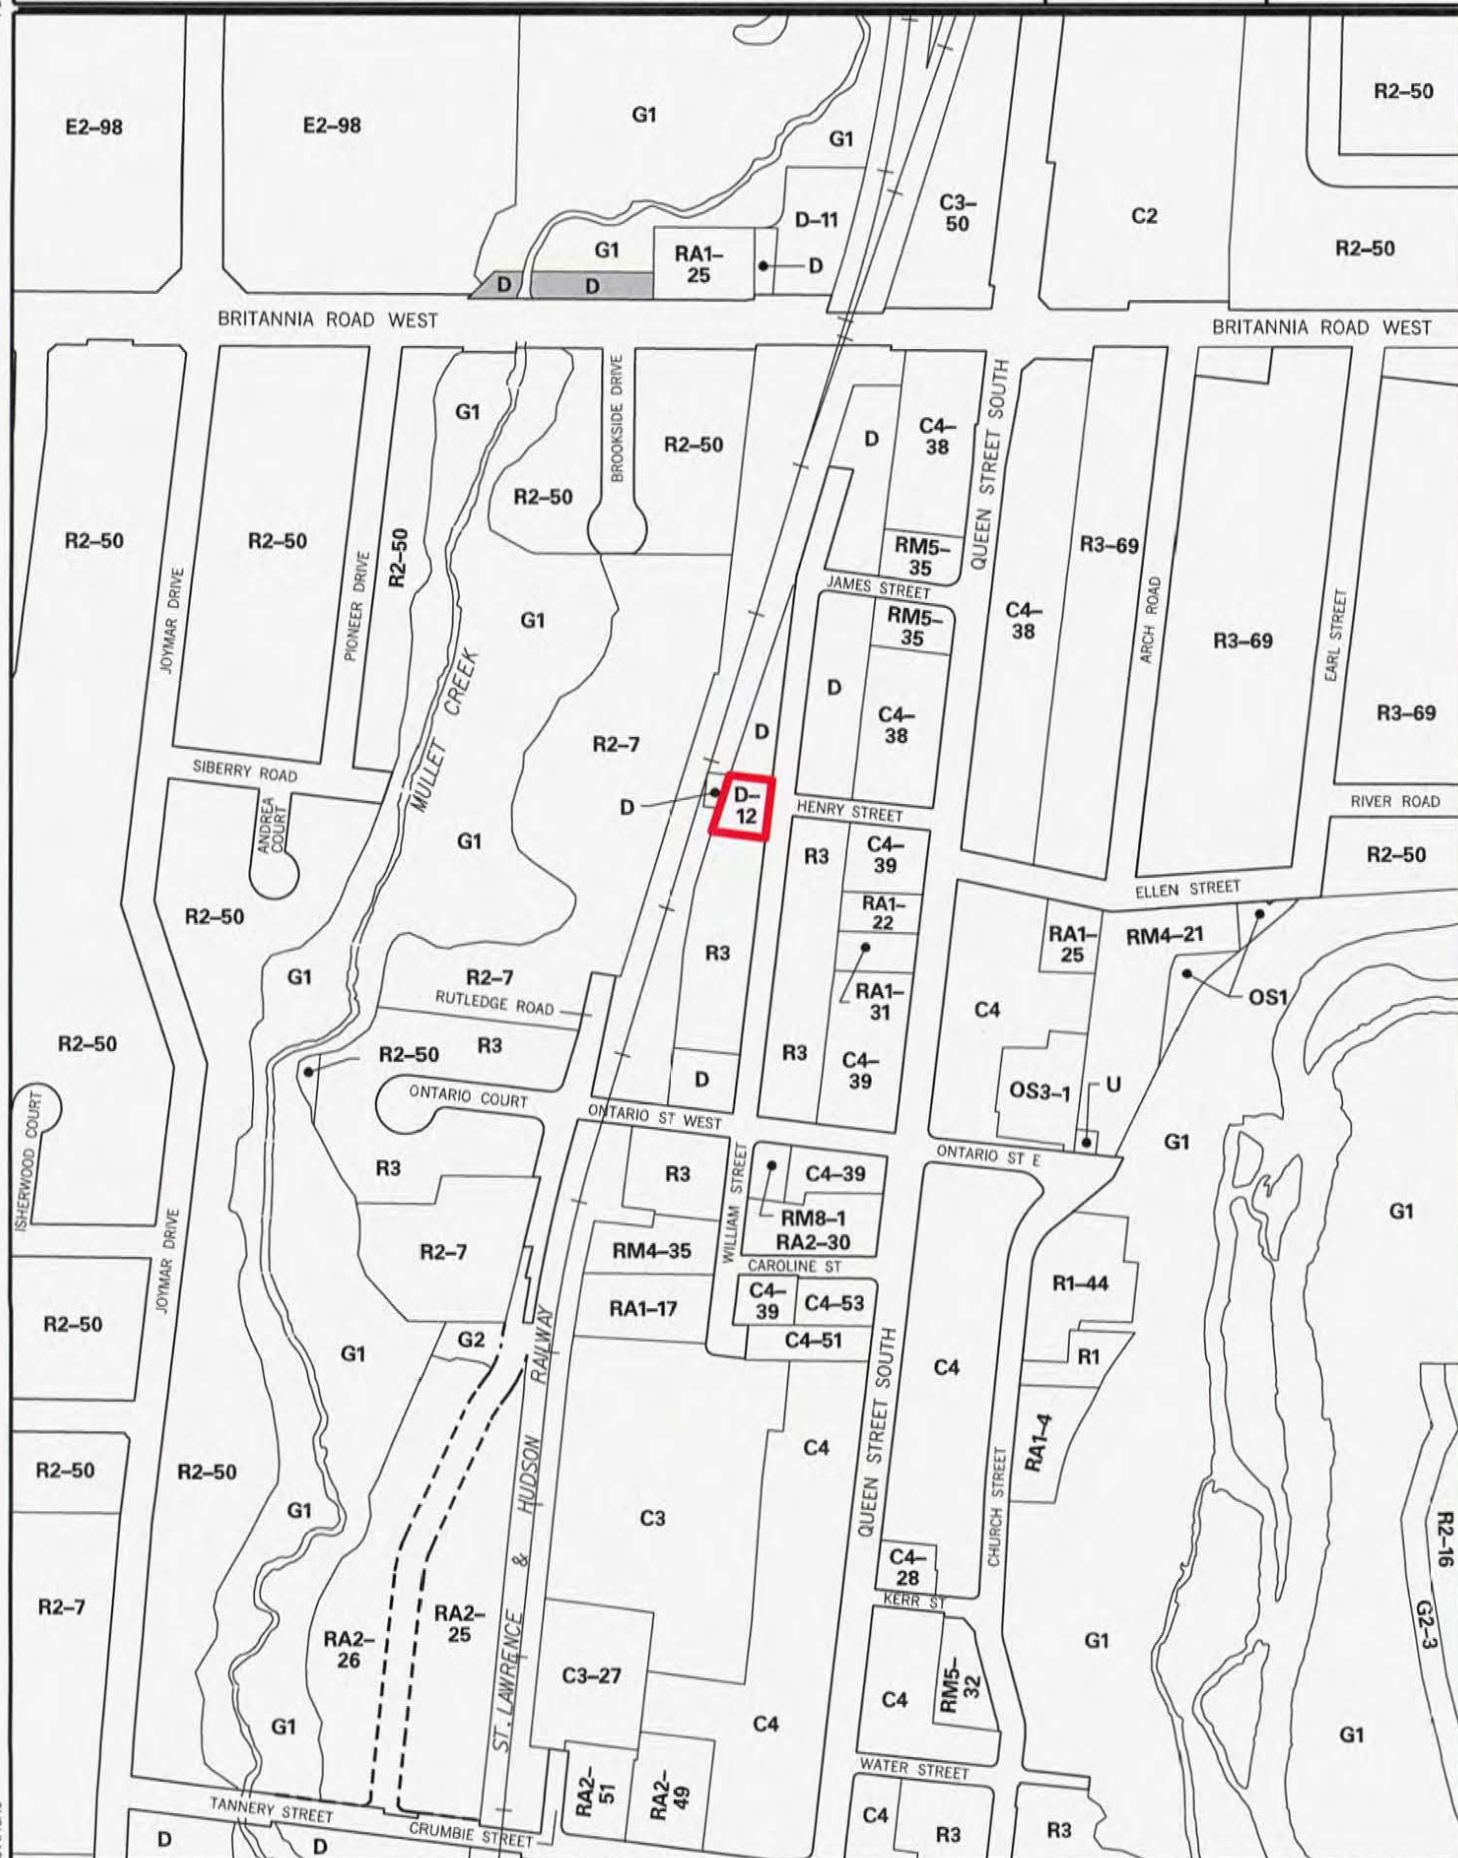 E2–98
E2–98
G1
G1
R2–50
D–11
C3–
50
C2
R2–50
G1
RA1–
25
D
D
D
BRITANNIA ROAD WEST
BRITANNIA ROAD WEST
G1
BROOKSIDE DRIVE
R2–50
R2–50
D
C4–
38
QUEEN STREET SOUTH
R2–50
JOYMAR DRIVE
R2–50
PIONEER DRIVE
R2–50
RM5–
35
JAMES STREET
RM5–
35
R3–69
ARCH ROAD
R3–69
EARL STREET
C4–
38
G1
MULLET CREEK
R2–7
D
D
C4–
38
R3–69
SIBERRY ROAD
ANDREA
COURT
D
D–
12
HENRY STREET
RIVER ROAD
G1
R3
C4–
39
R2–50
ELLEN STREET
R2–50
RA1–
22
RA1–
25
RM4–21
R3
G1
R2–7
RUTLEDGE ROAD
RA1–
31
C4
OS1
R2–50
R2–50
R3
R3
C4–
39
D
OS3–1
U
ONTARIO COURT
ONTARIO ST WEST
ISHERWOOD COURT
G1
ONTARIO ST E
R3
R3
WILLIAM STREET
C4–39
RM8–1
RA2–30
G1
JOYMAR DRIVE
R2–7
RM4–35
CAROLINE ST
R1–44
RA1–17
C4–
39
C4–53
C4–51
R2–50
G2
G1
R1
C4
QUEEN STREET SOUTH
RA1–4
C4
R2–50
R2–50
G1
C3
CHURCH STREET
R2–16
C4–
28
KERR ST
G2–3
R2–7
RA2–
26
RA2–
25
ST. LAWRENCE & HUDSON RAILWAY
C3–27
RM5–
32
C4
G1
G1
C4
G1
WATER STREET
RA2–
51
RA2–
49
TANNERY STREET
CRUMBIE STREET
D
D
C4
R3
R3